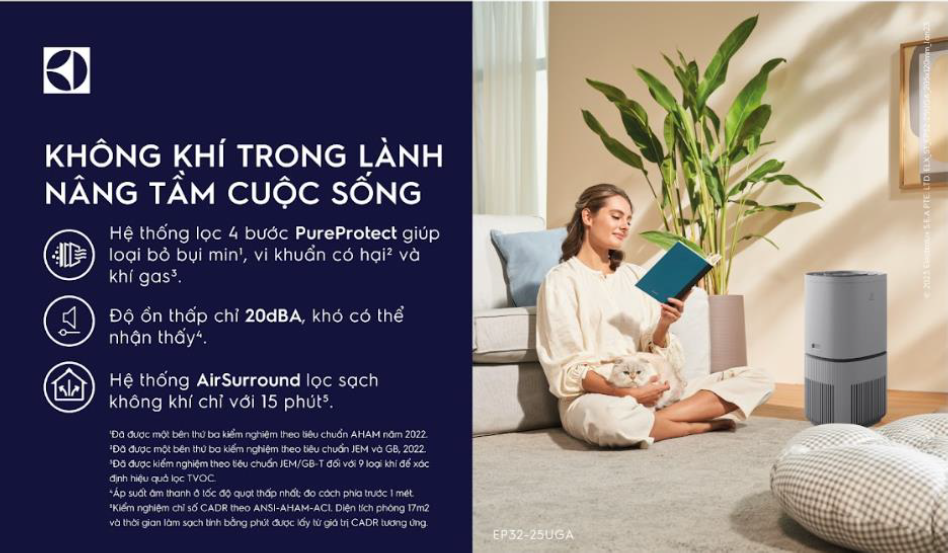 KHÔNG KHÍ TRONG LÀNH
NÂNG TẦM CUỘC SỐNG
Hệ thống lọc 4 bước PureProtect giúp
loại bỏ bụi mịn¹, vi khuẩn có hại² và
khí gas³.
Độ ồn thấp chỉ 20dBA, khó có thể
nhận thấy⁴.
Hệ thống AirSurround lọc sạch
không khí chỉ với 15 phút⁵.
¹Đã được một bên thứ ba kiểm nghiệm theo tiêu chuẩn AHAM năm 2022.
²Đã được một bên thứ ba kiểm nghiệm theo tiêu chuẩn JEM và GB, 2022.
³Đã được kiểm nghiệm theo tiêu chuẩn JEM/GB-T đối với 9 loại khí để xác
định hiệu quả lọc TVOC.
⁴Áp suất âm thanh ở tốc độ quạt thấp nhất; đo cách phía trước 1 mét.
⁵Kiểm nghiệm chỉ số CADR theo ANSI-AHAM-AC1. Diện tích phòng 17m2
và thời gian làm sạch tính bằng phút được lấy từ giá trị CADR tương ứng.
EP32-25UGA